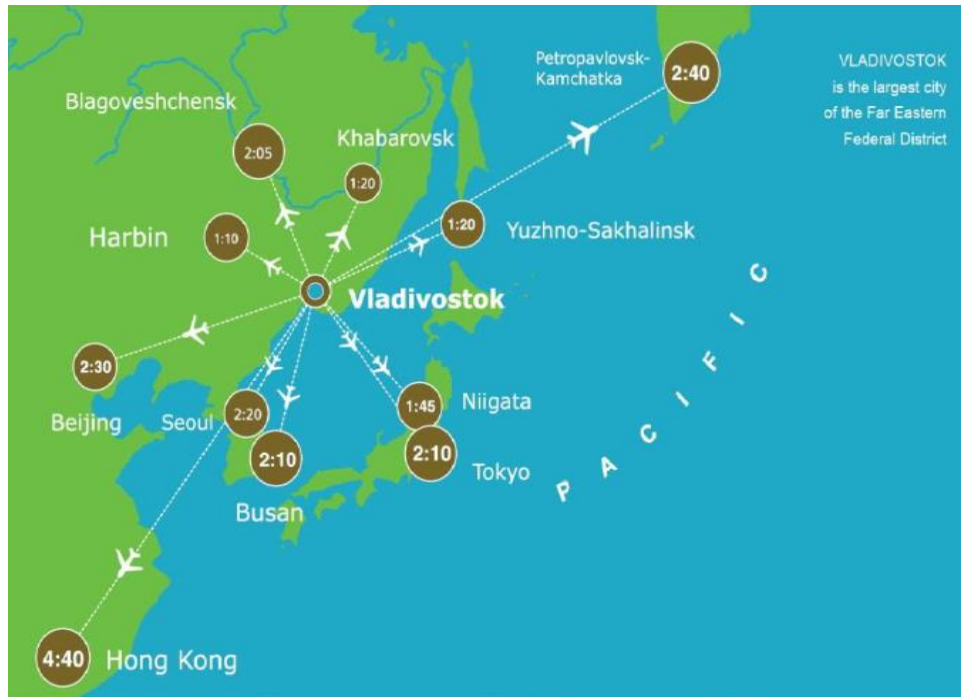 Petropavlovsk-
Kamchatka
2:40
VLADIVOSTOK
is the largest city
of the Far Eastern
Federal District
Blagoveshchensk
2:05
Khabarovsk
1:20
Harbin
1:10
1:20
Yuzhno-Sakhalinsk
Vladivostok
PACIFIC
2:30
Beijing
Seoul
2:20
1:45
Niigata
2:10
Busan
2:10
Tokyo
4:40
Hong Kong